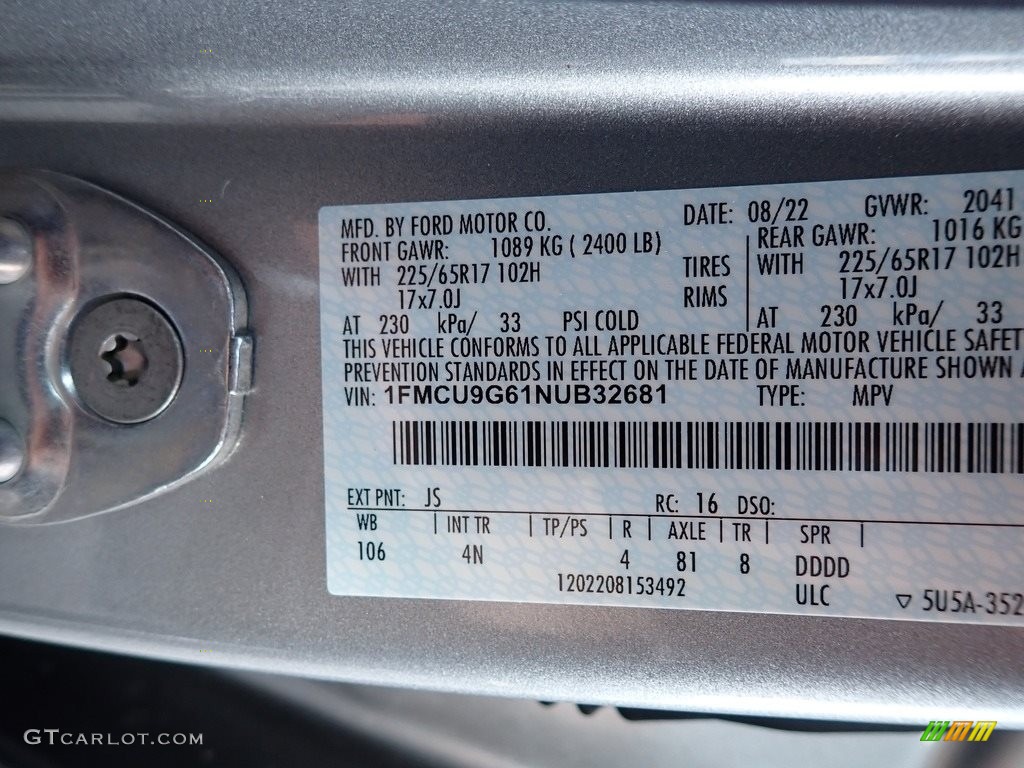 MFD. BY FORD MOTOR CO. DATE: 08/22 GVWR: 2041
FRONT GAWR: 1089 KG ( 2400 LB) REAR GAWR: 1016 KG
WITH 225/65R17 102H TIRES WITH 225/65R17 102H
17x7.0J RIMS 17x7.0J
AT 230 kPa/ 33 PSI COLD AT 230 kPa/ 33
THIS VEHICLE CONFORMS TO ALL APPLICABLE FEDERAL MOTOR VEHICLE SAFET
PREVENTION STANDARDS IN EFFECT ON THE DATE OF MANUFACTURE SHOWN
VIN: 1FMCU9G61NUB32681 TYPE: MPV
EXT PNT: JS RC: 16 DSO:
WB | INT TR | TP/PS | R | AXLE | TR | SPR |
106 4N 4 81 8 DDDD
1202208153492 ULC ▽ 5U5A-352
GTCARLOT.COM